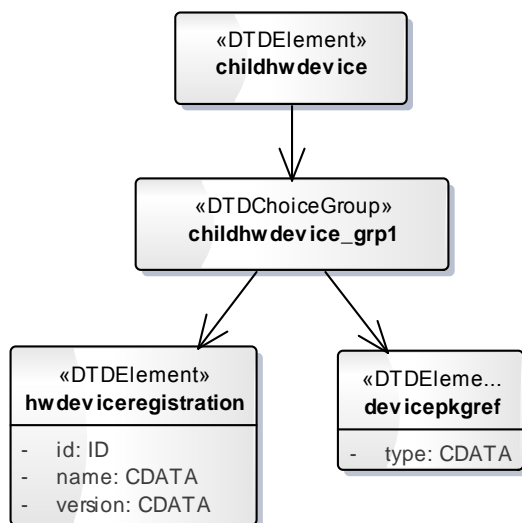 «DTDElement»
childhwdevice
«DTDChoiceGroup»
childhwdevice_grp1
«DTDElement»
hwdeviceregistration
- id: ID
- name: CDATA
- version: CDATA
«DTDEleme...
devicepkgref
- type: CDATA